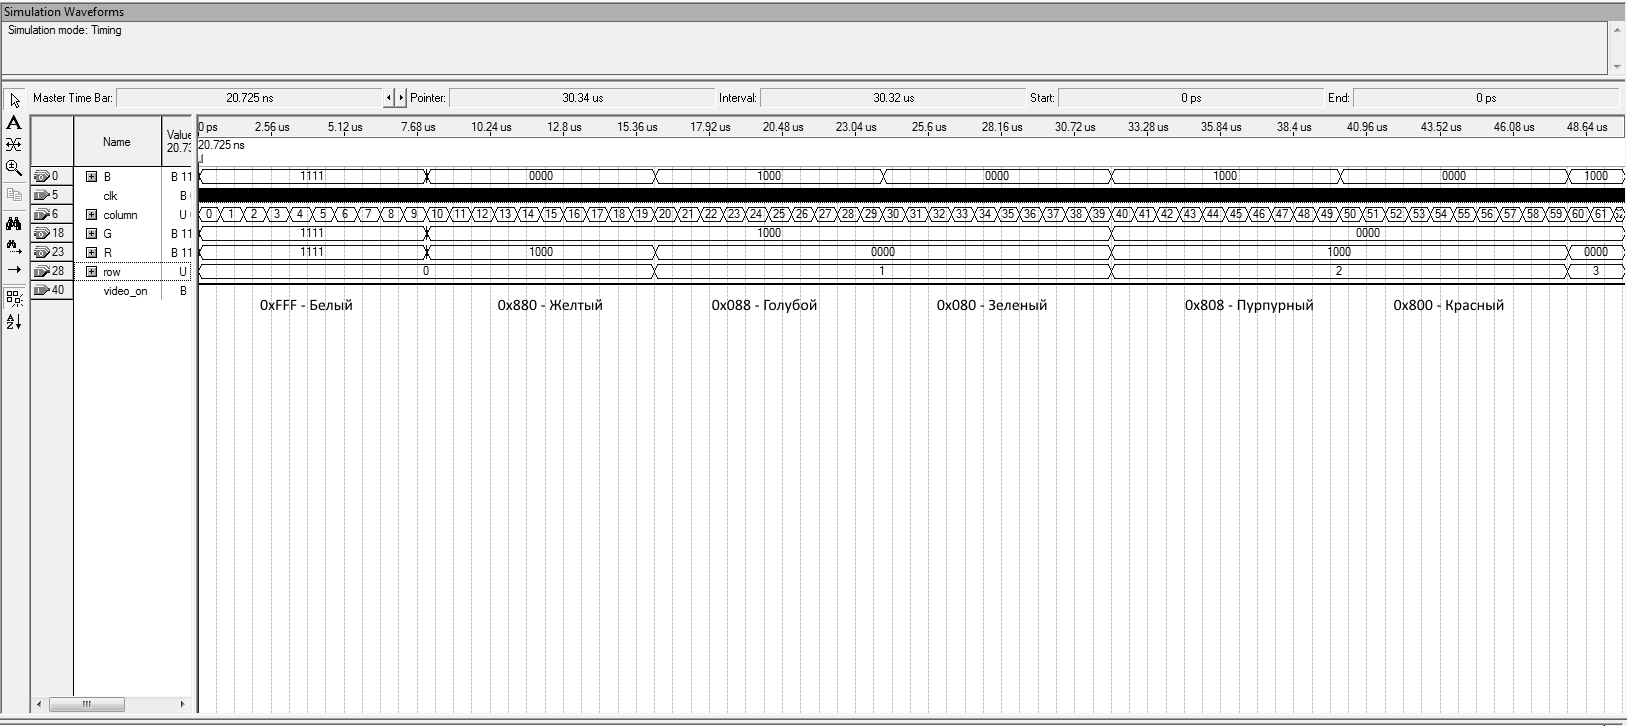 Simulation Waveforms
Simulation mode: Timing
Master Time Bar: 20.725 ns Pointer: 30.34 us Interval: 30.32 us Start: 0 ps End: 0 ps
Name Value 20.7
0 ps 2.56 us 5.12 us 7.68 us 10.24 us 12.8 us 15.36 us 17.92 us 20.48 us 23.04 us 25.6 us 28.16 us 30.72 us 33.28 us 35.84 us 38.4 us 40.96 us 43.52 us 46.08 us 48.64 us
20.725 ns
0 B B 11 1111 0000 1000 0000 1000 0000 1000
5 clk B
6 column U 0 1 2 3 4 5 6 7 8 9 10 11 12 13 14 15 16 17 18 19 20 21 22 23 24 25 26 27 28 29 30 31 32 33 34 35 36 37 38 39 40 41 42 43 44 45 46 47 48 49 50 51 52 53 54 55 56 57 58 59 60 61
18 G B 11 1111 1000 0000
23 R B 11 1111 1000 0000 1000 0000
28 row U 0 1 2 3
40 video_on B
0xFFF - Белый 0x880 - Желтый 0x088 - Голубой 0x080 - Зеленый 0x808 - Пурпурный 0x800 - Красный